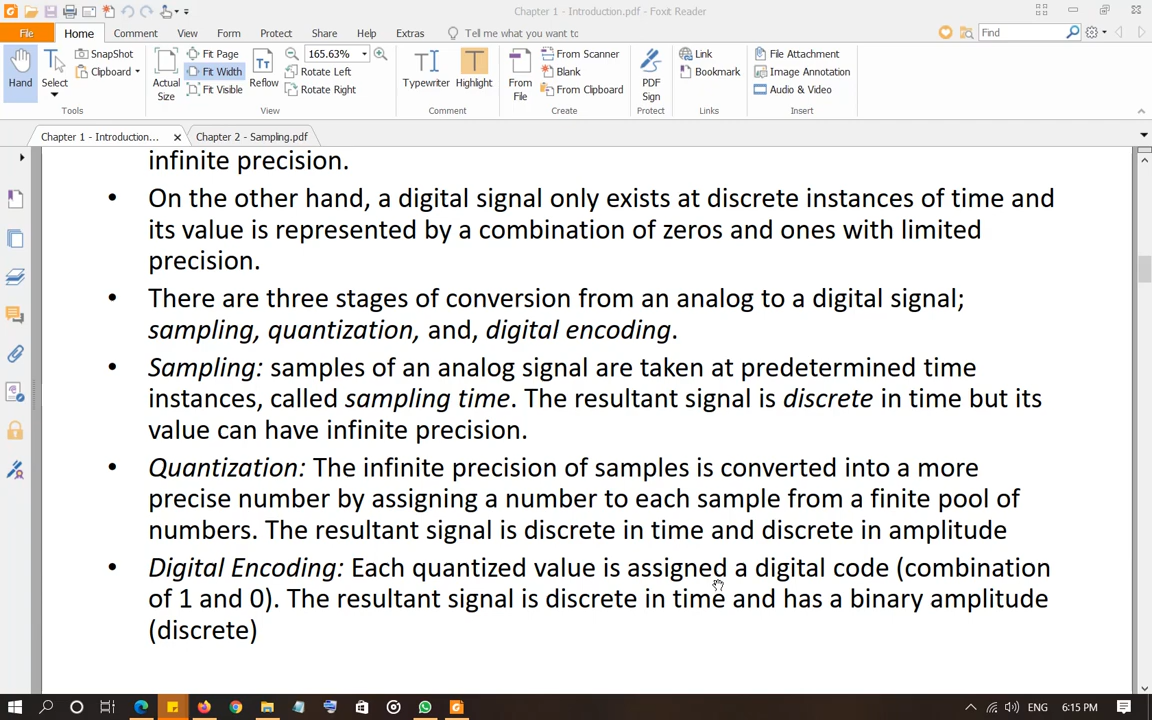 Chapter 1 - Introduction.pdf - Foxit Reader
File Home Comment View Form Protect Share Help Extras Tell me what you want to Find
Hand
Select
SnapShot
Clipboard
Tools
Actual Size
Fit Page
Fit Width
Fit Visible
Reflow
165.63%
Rotate Left
Rotate Right
View
Typewriter
Highlight
Comment
From File
From Scanner
Blank
From Clipboard
Create
PDF Sign
Protect
Link
Bookmark
Links
File Attachment
Image Annotation
Audio & Video
Insert
Chapter 1 - Introduction... Chapter 2 - Sampling.pdf
infinite precision.
• On the other hand, a digital signal only exists at discrete instances of time and
its value is represented by a combination of zeros and ones with limited
precision.
• There are three stages of conversion from an analog to a digital signal;
sampling, quantization, and, digital encoding.
• Sampling: samples of an analog signal are taken at predetermined time
instances, called sampling time. The resultant signal is discrete in time but its
value can have infinite precision.
• Quantization: The infinite precision of samples is converted into a more
precise number by assigning a number to each sample from a finite pool of
numbers. The resultant signal is discrete in time and discrete in amplitude
• Digital Encoding: Each quantized value is assigned a digital code (combination
of 1 and 0). The resultant signal is discrete in time and has a binary amplitude
(discrete)
ENG 6:15 PM